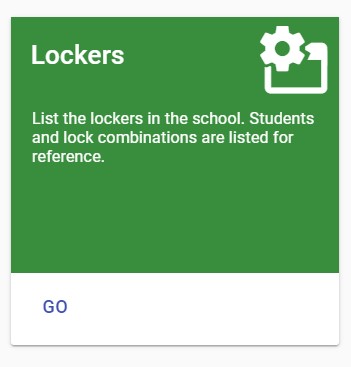 Lockers
List the lockers in the school. Students
and lock combinations are listed for
reference.
GO